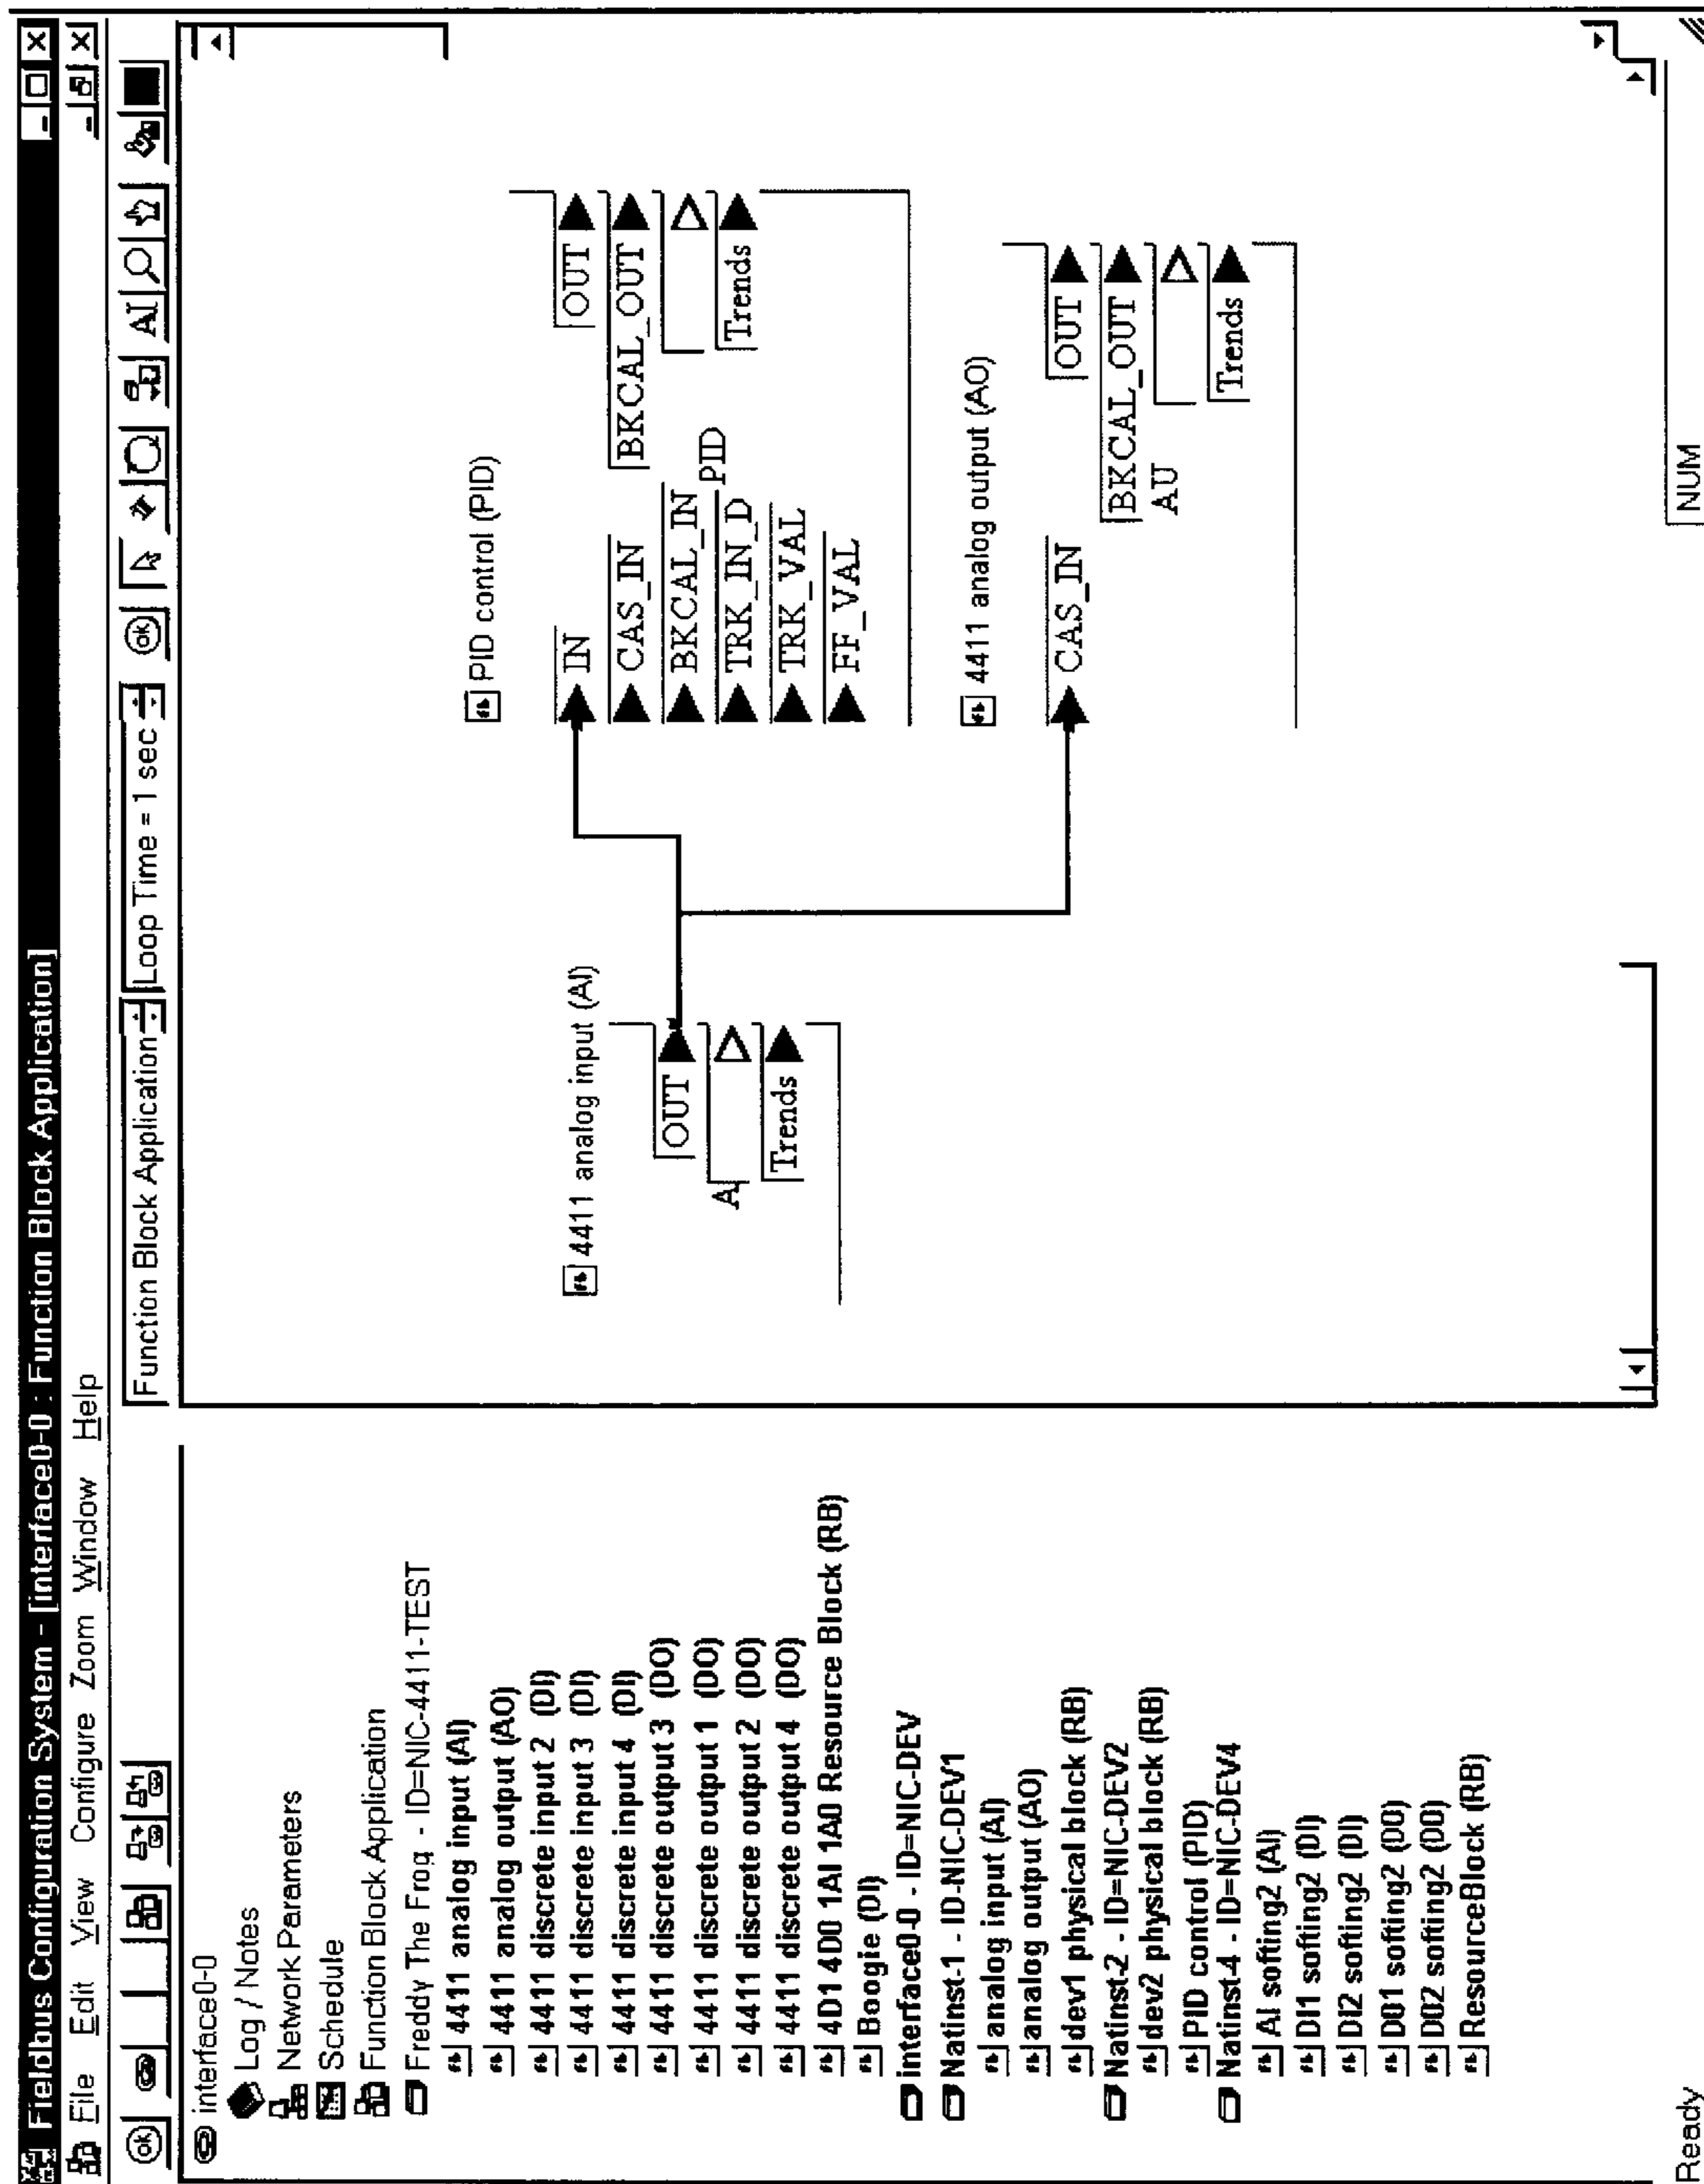 Fieldbus Configuration System - [interface0-0 : Function Block Application]
File Edit View Configure Zoom Window Help
ok
Function Block Application
Loop Time = 1 sec
ok
AI
interface0-0
Log / Notes
Network Parameters
Schedule
Function Block Application
Freddy The Frog - ID=NIC-4411-TEST
4411 analog input (AI)
4411 analog output (AO)
4411 discrete input 2 (DI)
4411 discrete input 3 (DI)
4411 discrete input 4 (DI)
4411 discrete output 3 (DO)
4411 discrete output 1 (DO)
4411 discrete output 2 (DO)
4411 discrete output 4 (DO)
4D1 4D0 1AI 1A0 Resource Block (RB)
Boogie (DI)
interface0-0 - ID=NIC-DEV
Natinst-1 - ID-NIC-DEV1
analog input (AI)
analog output (AO)
dev1 physical block (RB)
Natinst-2 - ID=NIC-DEV2
dev2 physical block (RB)
PID control (PID)
Natinst-4 - ID=NIC-DEV4
AI softing2 (AI)
DI1 softing2 (DI)
DI2 softing2 (DI)
DO1 softing2 (DO)
DO2 softing2 (DO)
ResourceBlock (RB)
4411 analog input (AI)
OUT
AI
Trends
PID control (PID)
IN
OUT
CAS_IN
BKCAL_OUT
BKCAL_IN
PID
TRK_IN_D
Trends
TRK_VAL
FF_VAL
4411 analog output (AO)
CAS_IN
OUT
BKCAL_OUT
AU
Trends
Ready
NUM